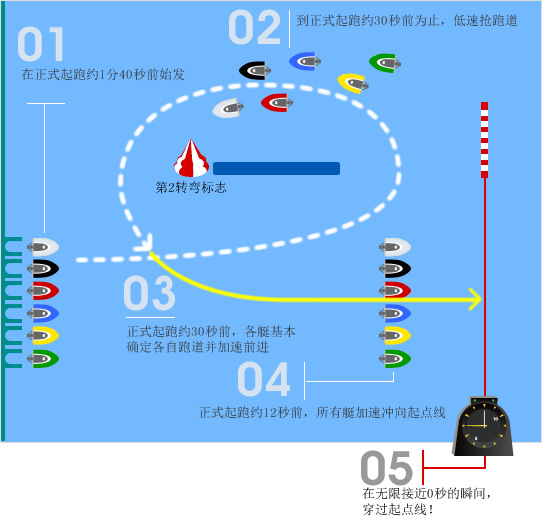 01
在正式起跑约1分40秒前始发
02
到正式起跑约30秒前为止，低速抢跑道
第2转弯标志
03
正式起跑约30秒前，各艇基本
确定各自跑道并加速前进
04
正式起跑约12秒前，所有艇加速冲向起点线
05
在无限接近0秒的瞬间，
穿过起点线！